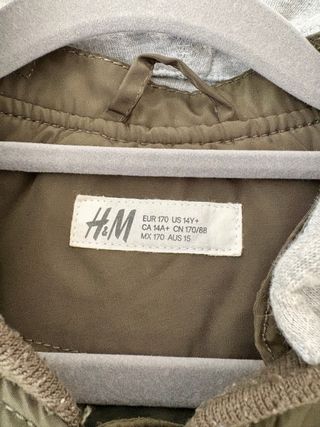 H&M
EUR 170 US 14Y+
CA 14A+ CN 170/88
MX 170 AUS 15